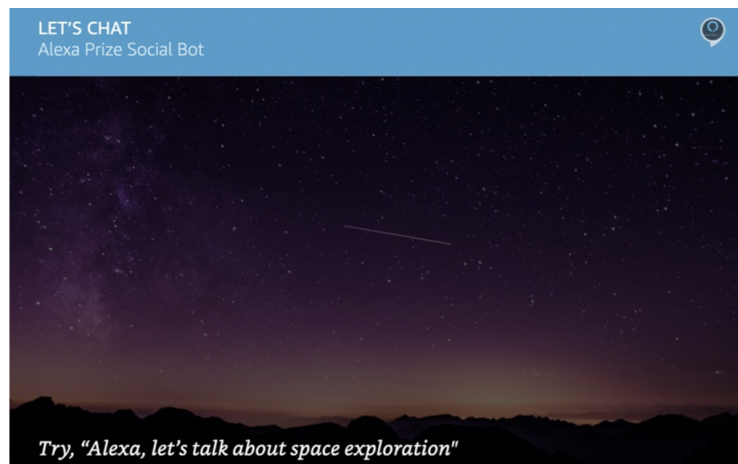 LET'S CHAT
Alexa Prize Social Bot
Try, “Alexa, let's talk about space exploration"